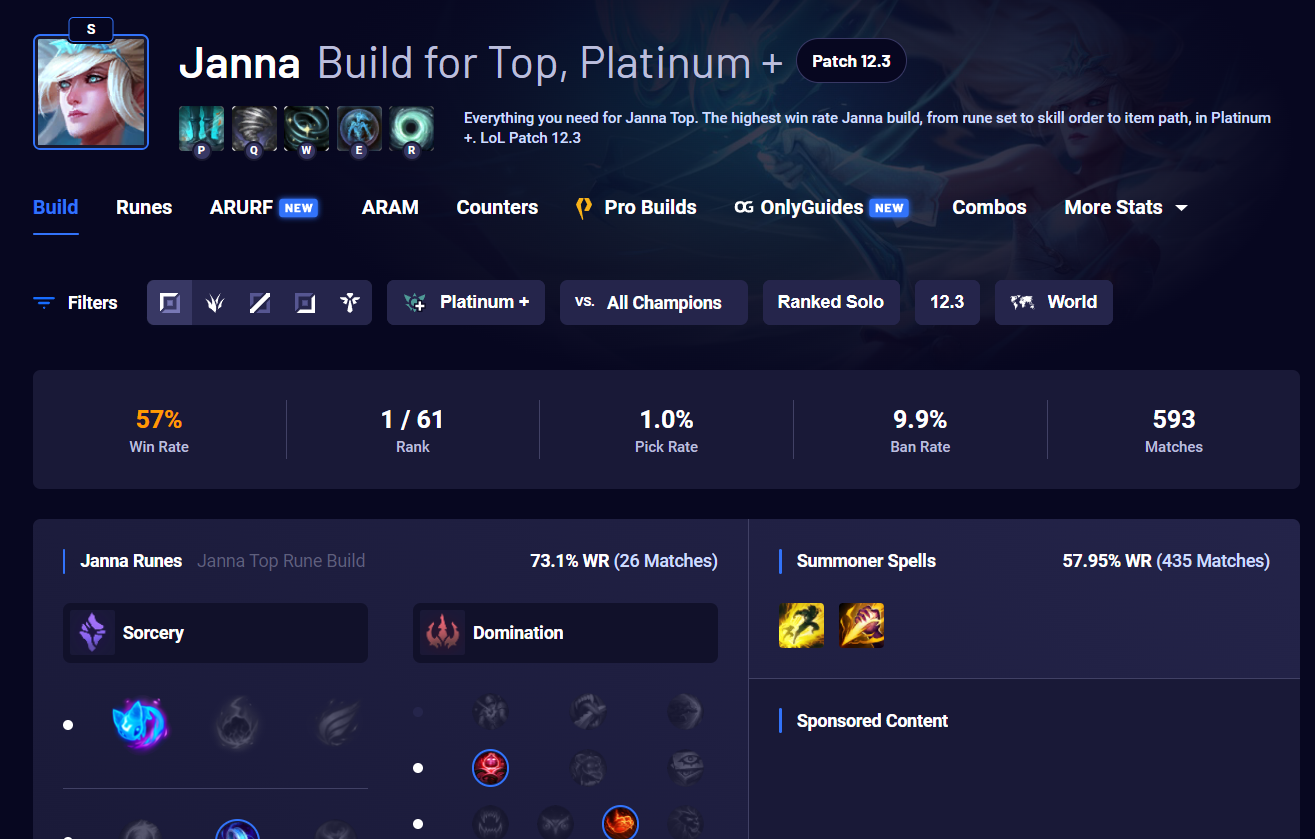 S
Janna Build for Top, Platinum + Patch 12.3
P Q W E R
Everything you need for Janna Top. The highest win rate Janna build, from rune set to skill order to item path, in Platinum
+. LoL Patch 12.3
Build Runes ARURF NEW ARAM Counters Pro Builds OG OnlyGuides NEW Combos More Stats
Filters Platinum + VS. All Champions Ranked Solo 12.3 World
57% 1 / 61 1.0% 9.9% 593
Win Rate Rank Pick Rate Ban Rate Matches
Janna Runes Janna Top Rune Build 73.1% WR (26 Matches)
Sorcery Domination
Summoner Spells 57.95% WR (435 Matches)
Sponsored Content